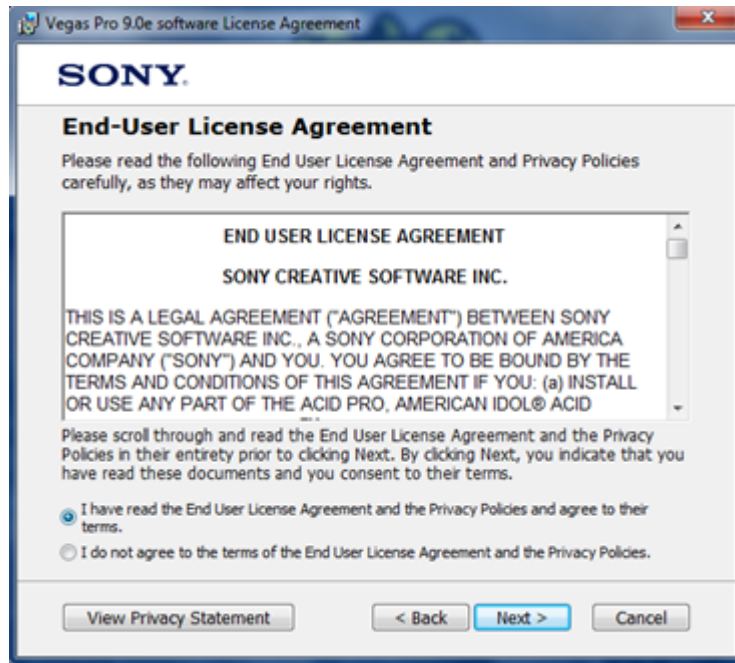 Vegas Pro 9.0e software License Agreement
SONY.
End-User License Agreement
Please read the following End User License Agreement and Privacy Policies
carefully, as they may affect your rights.
END USER LICENSE AGREEMENT
SONY CREATIVE SOFTWARE INC.
THIS IS A LEGAL AGREEMENT ("AGREEMENT") BETWEEN SONY
CREATIVE SOFTWARE INC., A SONY CORPORATION OF AMERICA
COMPANY ("SONY") AND YOU. YOU AGREE TO BE BOUND BY THE
TERMS AND CONDITIONS OF THIS AGREEMENT IF YOU: (a) INSTALL
OR USE ANY PART OF THE ACID PRO, AMERICAN IDOL® ACID
Please scroll through and read the End User License Agreement and the Privacy
Policies in their entirety prior to clicking Next. By clicking Next, you indicate that you
have read these documents and you consent to their terms.
I have read the End User License Agreement and the Privacy Policies and agree to their
terms.
I do not agree to the terms of the End User License Agreement and the Privacy Policies.
View Privacy Statement < Back Next > Cancel